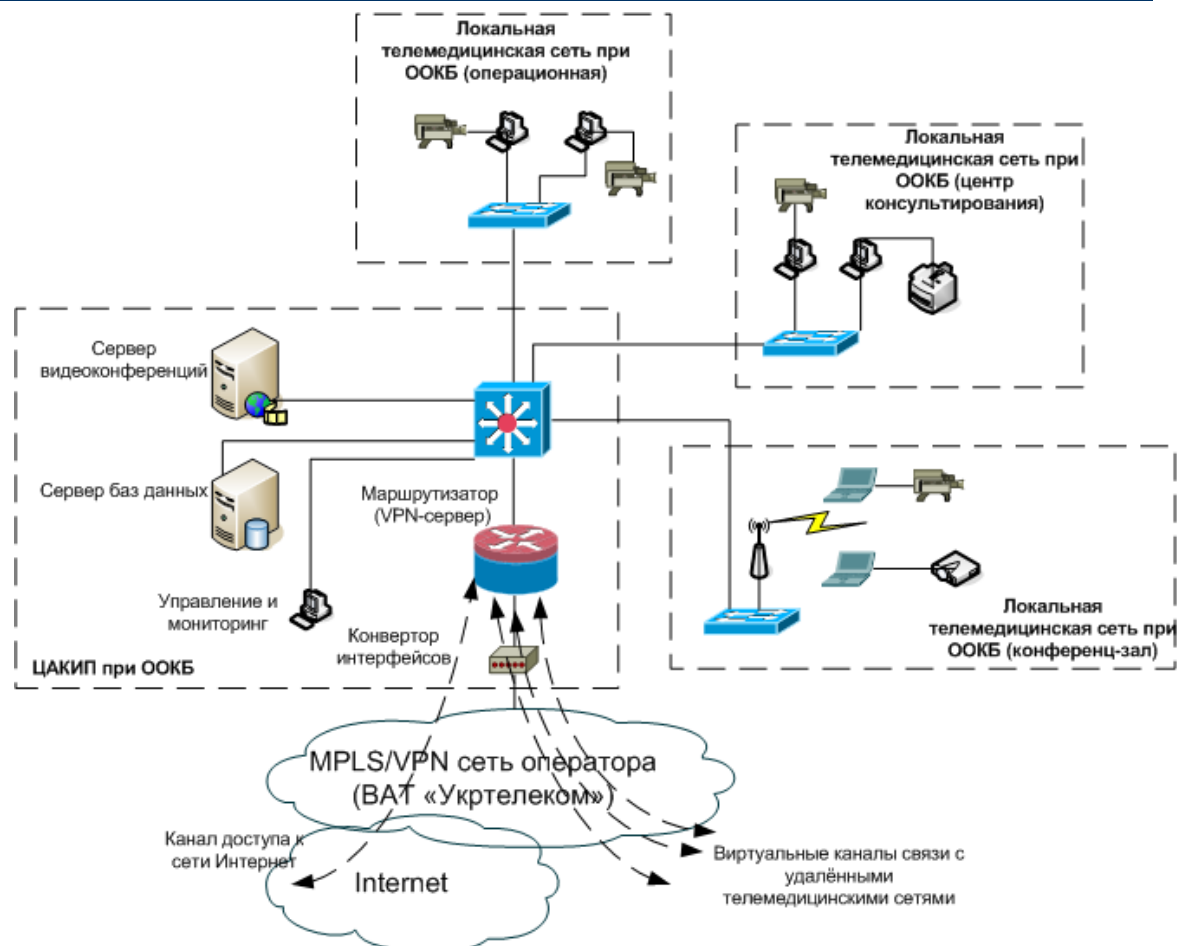 Локальная
телемедицинская сеть при
ООКБ (операционная)
Локальная
телемедицинская сеть при
ООКБ (центр
консультирования)
Сервер
видеоконференций
Сервер баз данных
Маршрутизатор
(VPN-сервер)
Управление и
мониторинг
Конвертор
интерфейсов
ЦАКИП при ООКБ
Локальная
телемедицинская сеть при
ООКБ (конференц-зал)
MPLS/VPN сеть оператора
(ВАТ «Укртелеком»)
Канал доступа к
сети Интернет
Internet
Виртуальные каналы связи с
удалёнными
телемедицинскими сетями